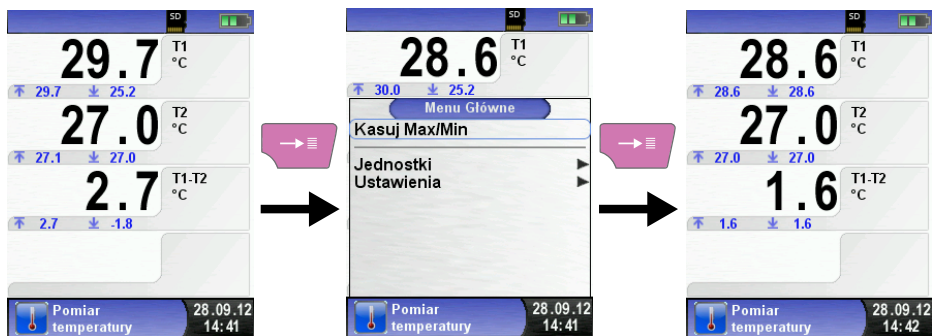 SD
29.7 T1
°C
29.7 25.2
27.0 T2
°C
27.1 27.0
2.7 T1-T2
°C
2.7 -1.8
Pomiar
temperatury
28.09.12
14:41
SD
28.6 T1
°C
30.0 25.2
Menu Główne
Kasuj Max/Min
Jednostki
Ustawienia
Pomiar
temperatury
28.09.12
14:41
SD
28.6 T1
°C
28.6 28.6
27.0 T2
°C
27.0 27.0
1.6 T1-T2
°C
1.6 1.6
Pomiar
temperatury
28.09.12
14:42